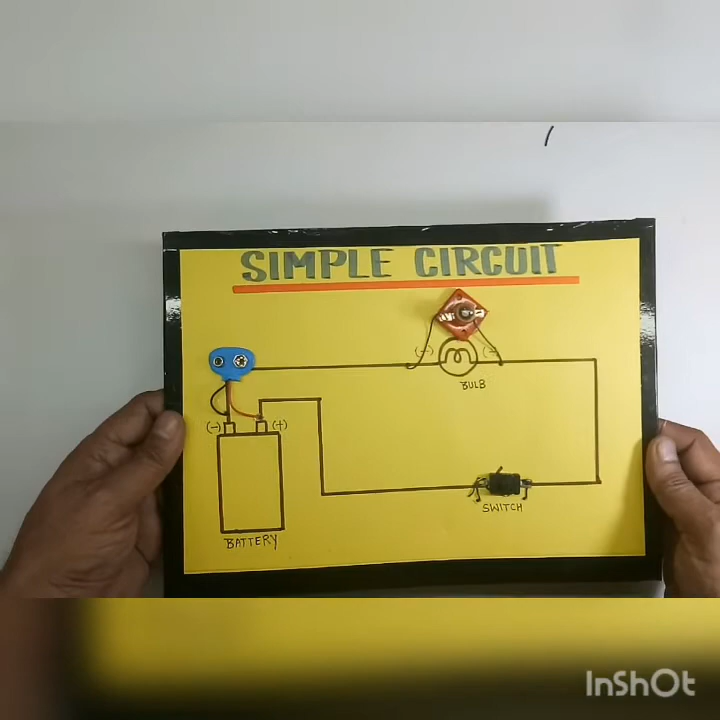 SIMPLE CIRCUIT
(-) (+)
BULB
(-) (+)
SWITCH
BATTERY
InShOt